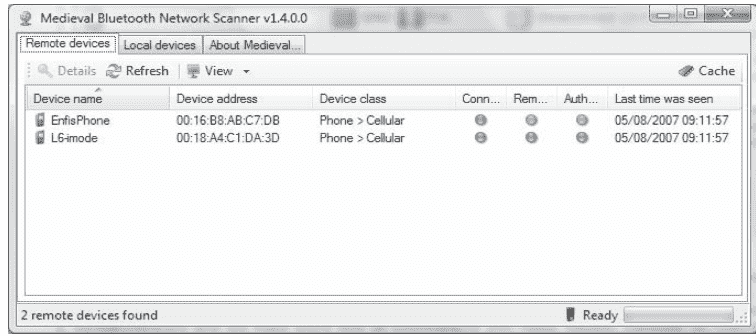 Medieval Bluetooth Network Scanner v1.4.0.0
Remote devices Local devices About Medieval...
Details Refresh View Cache
Device name Device address Device class Conn... Rem... Auth... Last time was seen
EnfisPhone 00:16:B8:AB:C7:DB Phone > Cellular 05/08/2007 09:11:57
L6-imode 00:18:A4:C1:DA:3D Phone > Cellular 05/08/2007 09:11:57
2 remote devices found Ready